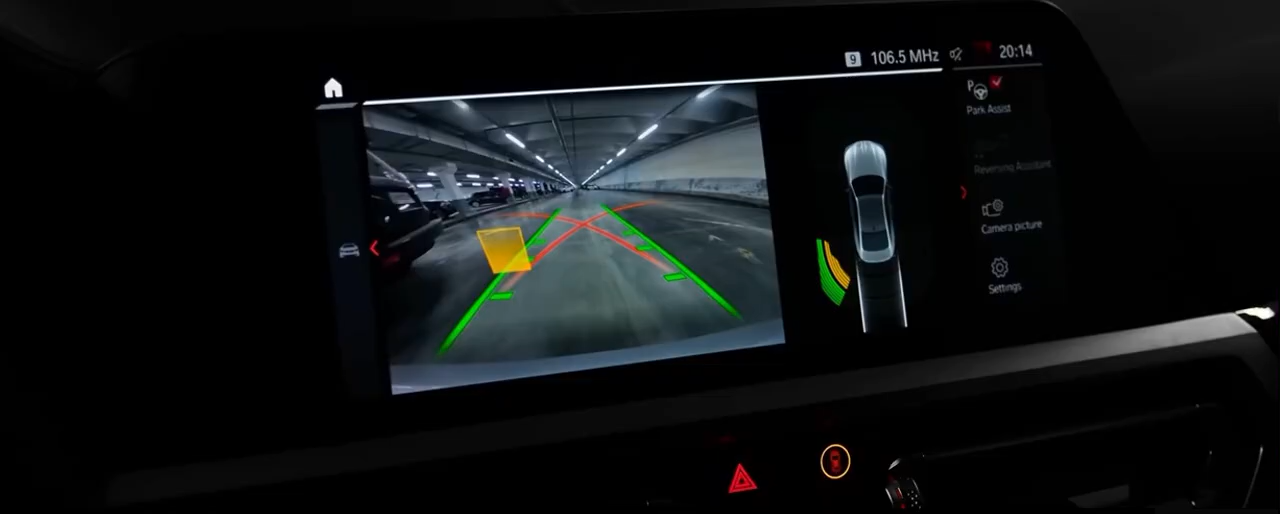 9 106.5 MHz 20:14
P
Park Assist
Reversing Assistant
Camera picture
Settings